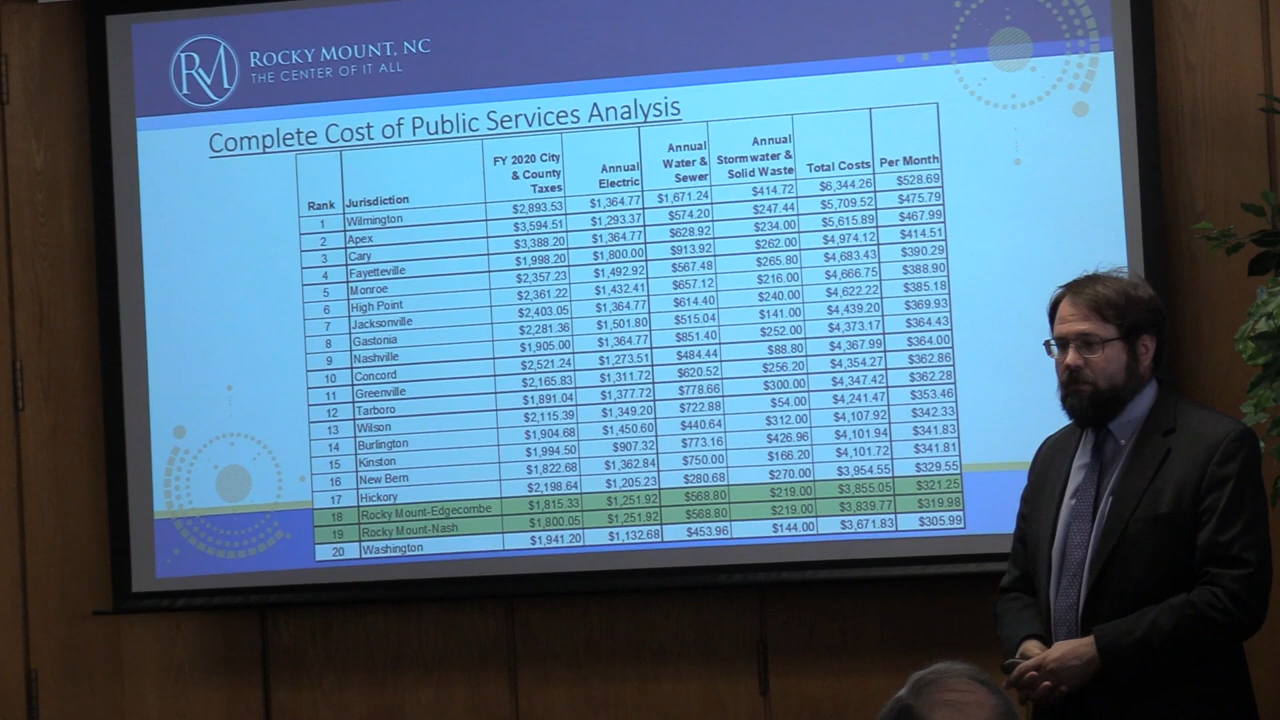 RM ROCKY MOUNT, NC
THE CENTER OF IT ALL
Complete Cost of Public Services Analysis
Rank Jurisdiction FY 2020 City & County Taxes Annual Electric Annual Water & Sewer Annual Stormwater & Solid Waste Total Costs Per Month
1 Wilmington $2,893.53 $1,364.77 $1,671.24 $414.72 $6,344.26 $528.69
2 Apex $3,594.51 $1,293.37 $574.20 $247.44 $5,709.52 $475.79
3 Cary $3,388.20 $1,364.77 $628.92 $234.00 $5,615.89 $467.99
4 Fayetteville $1,998.20 $1,800.00 $913.92 $262.00 $4,974.12 $414.51
5 Monroe $2,357.23 $1,492.92 $567.48 $265.80 $4,683.43 $390.29
6 High Point $2,361.22 $1,432.41 $657.12 $216.00 $4,666.75 $388.90
7 Jacksonville $2,403.05 $1,364.77 $614.40 $240.00 $4,622.22 $385.18
8 Gastonia $2,281.36 $1,501.80 $515.04 $141.00 $4,439.20 $369.93
9 Nashville $1,905.00 $1,364.77 $851.40 $252.00 $4,373.17 $364.43
10 Concord $2,521.24 $1,273.51 $484.44 $88.80 $4,367.99 $364.00
11 Greenville $2,165.83 $1,311.72 $620.52 $256.20 $4,354.27 $362.86
12 Tarboro $1,891.04 $1,377.72 $778.66 $300.00 $4,347.42 $362.28
13 Wilson $2,115.39 $1,349.20 $722.88 $54.00 $4,241.47 $353.46
14 Burlington $1,904.68 $1,450.60 $440.64 $312.00 $4,107.92 $342.33
15 Kinston $1,994.50 $907.32 $773.16 $426.96 $4,101.94 $341.83
16 New Bern $1,822.68 $1,362.84 $750.00 $166.20 $4,101.72 $341.81
17 Hickory $2,198.64 $1,205.23 $280.68 $270.00 $3,954.55 $329.55
18 Rocky Mount-Edgecombe $1,815.33 $1,251.92 $568.80 $219.00 $3,855.05 $321.25
19 Rocky Mount-Nash $1,800.05 $1,251.92 $568.80 $219.00 $3,839.77 $319.98
20 Washington $1,941.20 $1,132.68 $453.96 $144.00 $3,671.83 $305.99